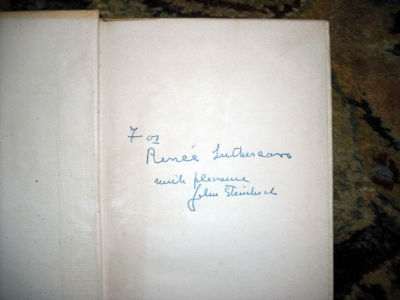 For
Renée
with pleasure
John Steinbeck